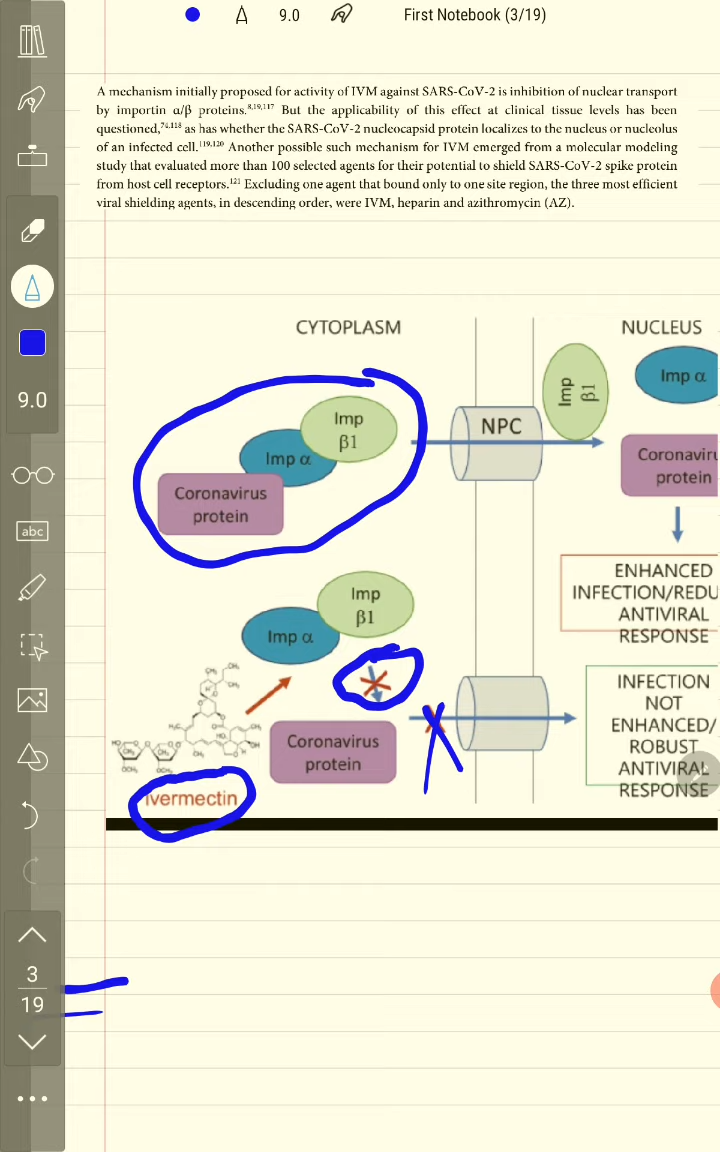 9.0
First Notebook (3/19)
A mechanism initially proposed for activity of IVM against SARS-CoV-2 is inhibition of nuclear transport
by importin α/β proteins.8,19,117 But the applicability of this effect at clinical tissue levels has been
questioned,74,118 as has whether the SARS-CoV-2 nucleocapsid protein localizes to the nucleus or nucleolus
of an infected cell.119,120 Another possible such mechanism for IVM emerged from a molecular modeling
study that evaluated more than 100 selected agents for their potential to shield SARS-CoV-2 spike protein
from host cell receptors.121 Excluding one agent that bound only to one site region, the three most efficient
viral shielding agents, in descending order, were IVM, heparin and azithromycin (AZ).
9.0
abc
CYTOPLASM
NUCLEUS
Imp
β1
Imp α
Coronavirus
protein
NPC
Imp
β1
Imp α
Coronaviru
protein
ENHANCED
INFECTION/REDU
ANTIVIRAL
RESPONSE
Imp
β1
Imp α
Coronavirus
protein
Ivermectin
INFECTION
NOT
ENHANCED/
ROBUST
ANTIVIRAL
RESPONSE
3
19